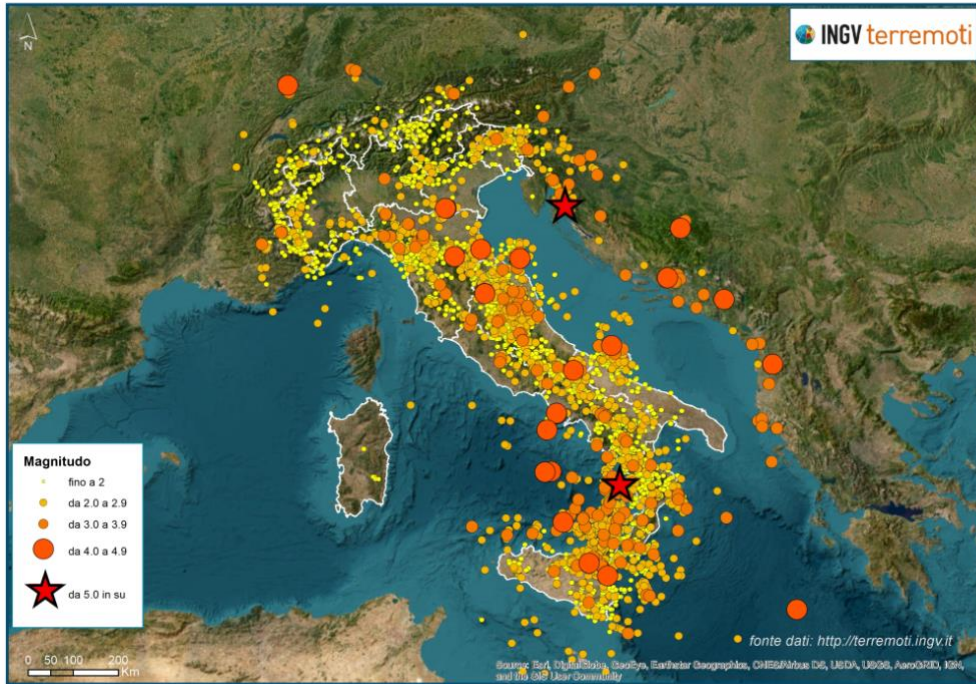 N
INGV terremoti
Magnitudo
fino a 2
da 2.0 a 2.9
da 3.0 a 3.9
da 4.0 a 4.9
da 5.0 in su
0 50 100 200
Km
fonte dati: http://terremoti.ingv.it
Source: Esri, DigitalGlobe, GeoEye, Earthstar Geographics, CNES/Airbus DS, USDA, USGS, AeroGRID, IGN,
and the GIS User Community